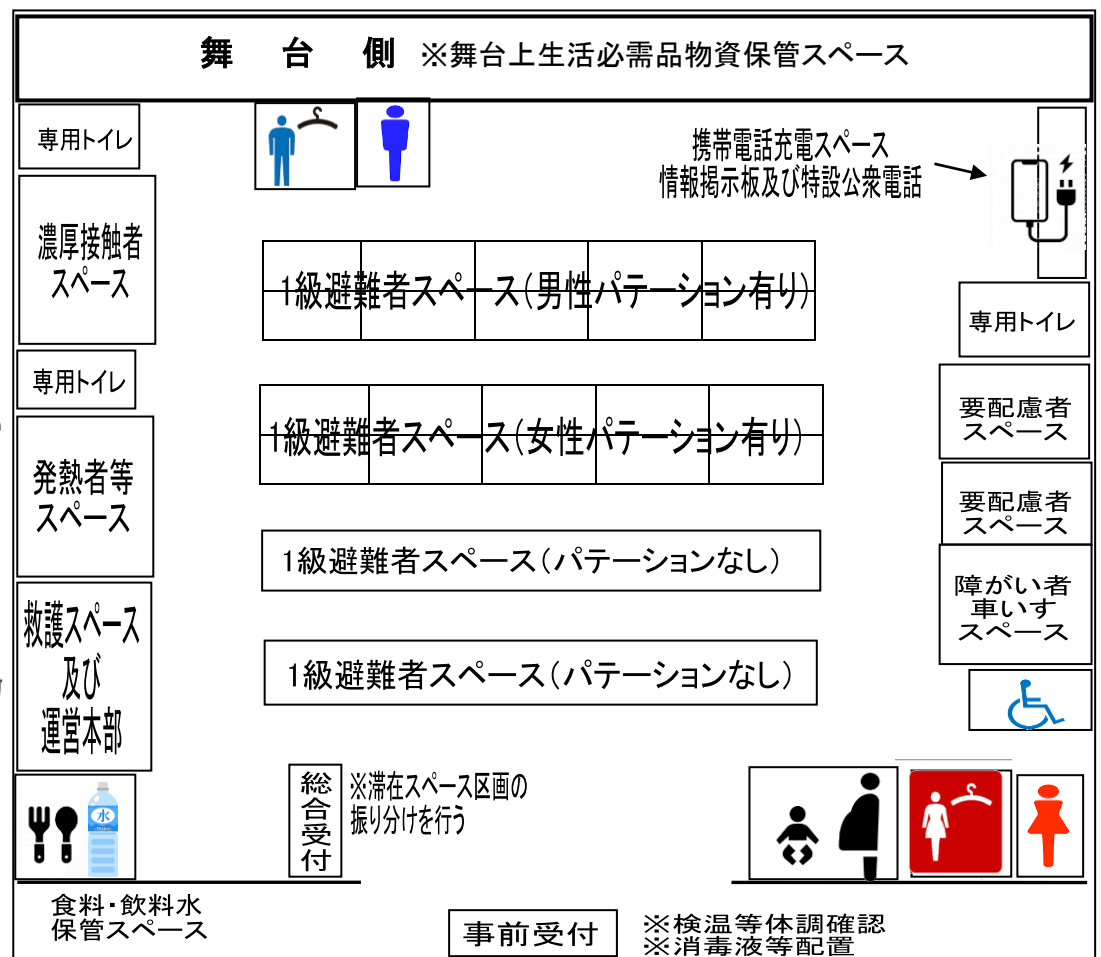 舞 台 側 ※舞台上生活必需品物資保管スペース
専用トイレ
携帯電話充電スペース
情報掲示板及び特設公衆電話
濃厚接触者
スペース
1級避難者スペース(男性パテーション有り)
専用トイレ
専用トイレ
1級避難者スペース(女性パテーション有り)
要配慮者
スペース
発熱者等
スペース
要配慮者
スペース
1級避難者スペース(パテーションなし)
障がい者
車いす
スペース
救護スペース
及び
運営本部
1級避難者スペース(パテーションなし)
水
総合受付
※滞在スペース区画の
振り分けを行う
食料・飲料水
保管スペース
事前受付
※検温等体調確認
※消毒液等配置